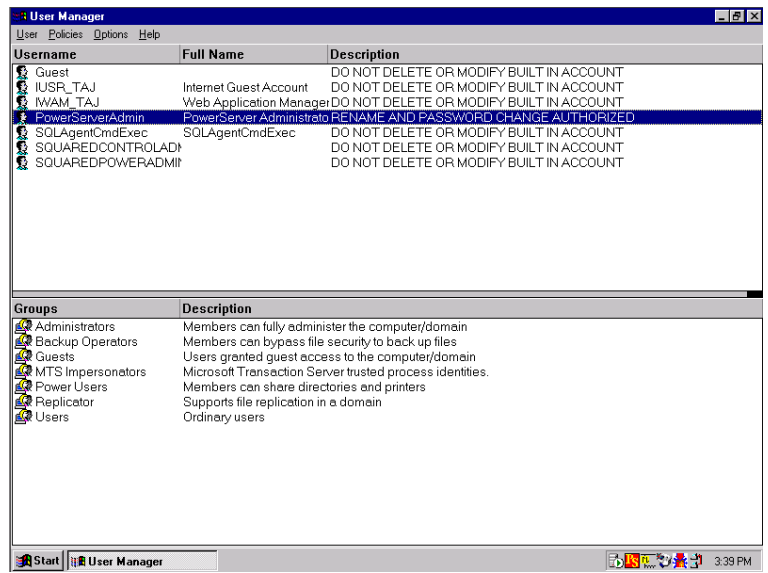 User Manager
User Policies Options Help
Username Full Name Description
Guest DO NOT DELETE OR MODIFY BUILT IN ACCOUNT
IUSR_TAJ Internet Guest Account DO NOT DELETE OR MODIFY BUILT IN ACCOUNT
IWAM_TAJ Web Application Manager DO NOT DELETE OR MODIFY BUILT IN ACCOUNT
PowerServerAdmin PowerServer Administrato RENAME AND PASSWORD CHANGE AUTHORIZED
SQLAgentCmdExec SQLAgentCmdExec DO NOT DELETE OR MODIFY BUILT IN ACCOUNT
SQUAREDCONTROLADM DO NOT DELETE OR MODIFY BUILT IN ACCOUNT
SQUAREDPOWERADMIN DO NOT DELETE OR MODIFY BUILT IN ACCOUNT
Groups Description
Administrators Members can fully administer the computer/domain
Backup Operators Members can bypass file security to back up files
Guests Users granted guest access to the computer/domain
MTS Impersonators Microsoft Transaction Server trusted process identities.
Power Users Members can share directories and printers
Replicator Supports file replication in a domain
Users Ordinary users
Start User Manager PS 3:39 PM